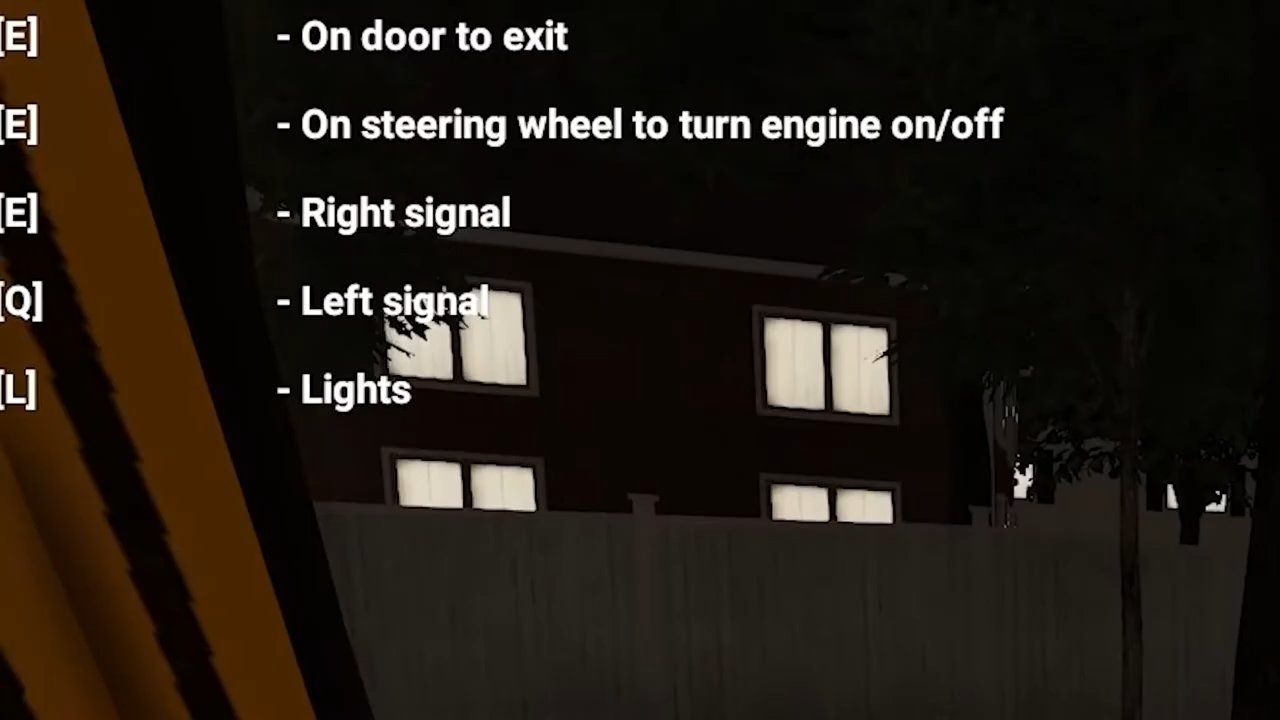 [E] - On door to exit
[E] - On steering wheel to turn engine on/off
[E] - Right signal
[Q] - Left signal
[L] - Lights